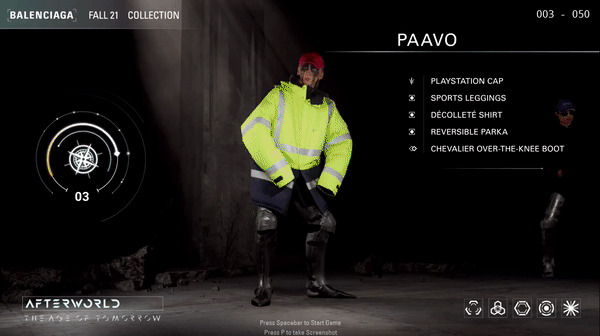 BALENCIAGA FALL 21 COLLECTION
003 - 050
PAAVO
PLAYSTATION CAP
SPORTS LEGGINGS
DÉCOLLETÉ SHIRT
REVERSIBLE PARKA
CHEVALIER OVER-THE-KNEE BOOT
03
AFTERWORLD
THE AGE OF TOMORROW
Press Spacebar to Start Game
Press P to take Screenshot